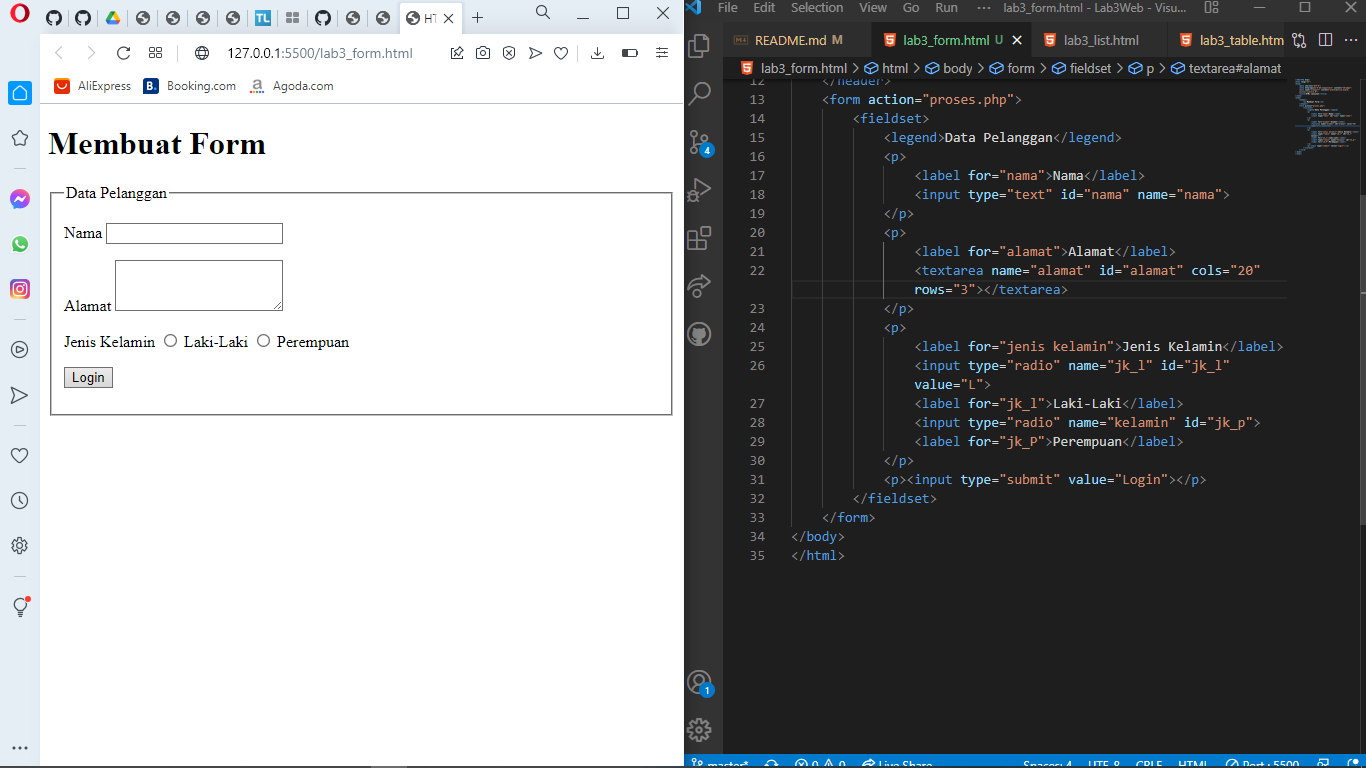 HT
127.0.0.1:5500/lab3_form.html
AliExpress
B.
Booking.com
a
Agoda.com
TL
Membuat Form
Data Pelanggan
Nama
Alamat
Jenis Kelamin Laki-Laki Perempuan
Login
File Edit Selection View Go Run ··· lab3_form.html - Lab3Web - Visu...
README.md M
lab3_form.html U
lab3_list.html
lab3_table.htm
lab3_form.html > html > body > form > fieldset > p > textarea#alamat
12 </header>
13 <form action="proses.php">
14 <fieldset>
15 <legend>Data Pelanggan</legend>
16 <p>
17 <label for="nama">Nama</label>
18 <input type="text" id="nama" name="nama">
19 </p>
20 <p>
21 <label for="alamat">Alamat</label>
22 <textarea name="alamat" id="alamat" cols="20"
rows="3"></textarea>
23 </p>
24 <p>
25 <label for="jenis kelamin">Jenis Kelamin</label>
26 <input type="radio" name="jk_l" id="jk_l"
value="L">
27 <label for="jk_l">Laki-Laki</label>
28 <input type="radio" name="kelamin" id="jk_p">
29 <label for="jk_P">Perempuan</label>
30 </p>
31 <p><input type="submit" value="Login"></p>
32 </fieldset>
33 </form>
34 </body>
35 </html>
4
1
master* 0 0 Live Share Spaces: 4 UTF-8 CRLF HTML Port : 5500